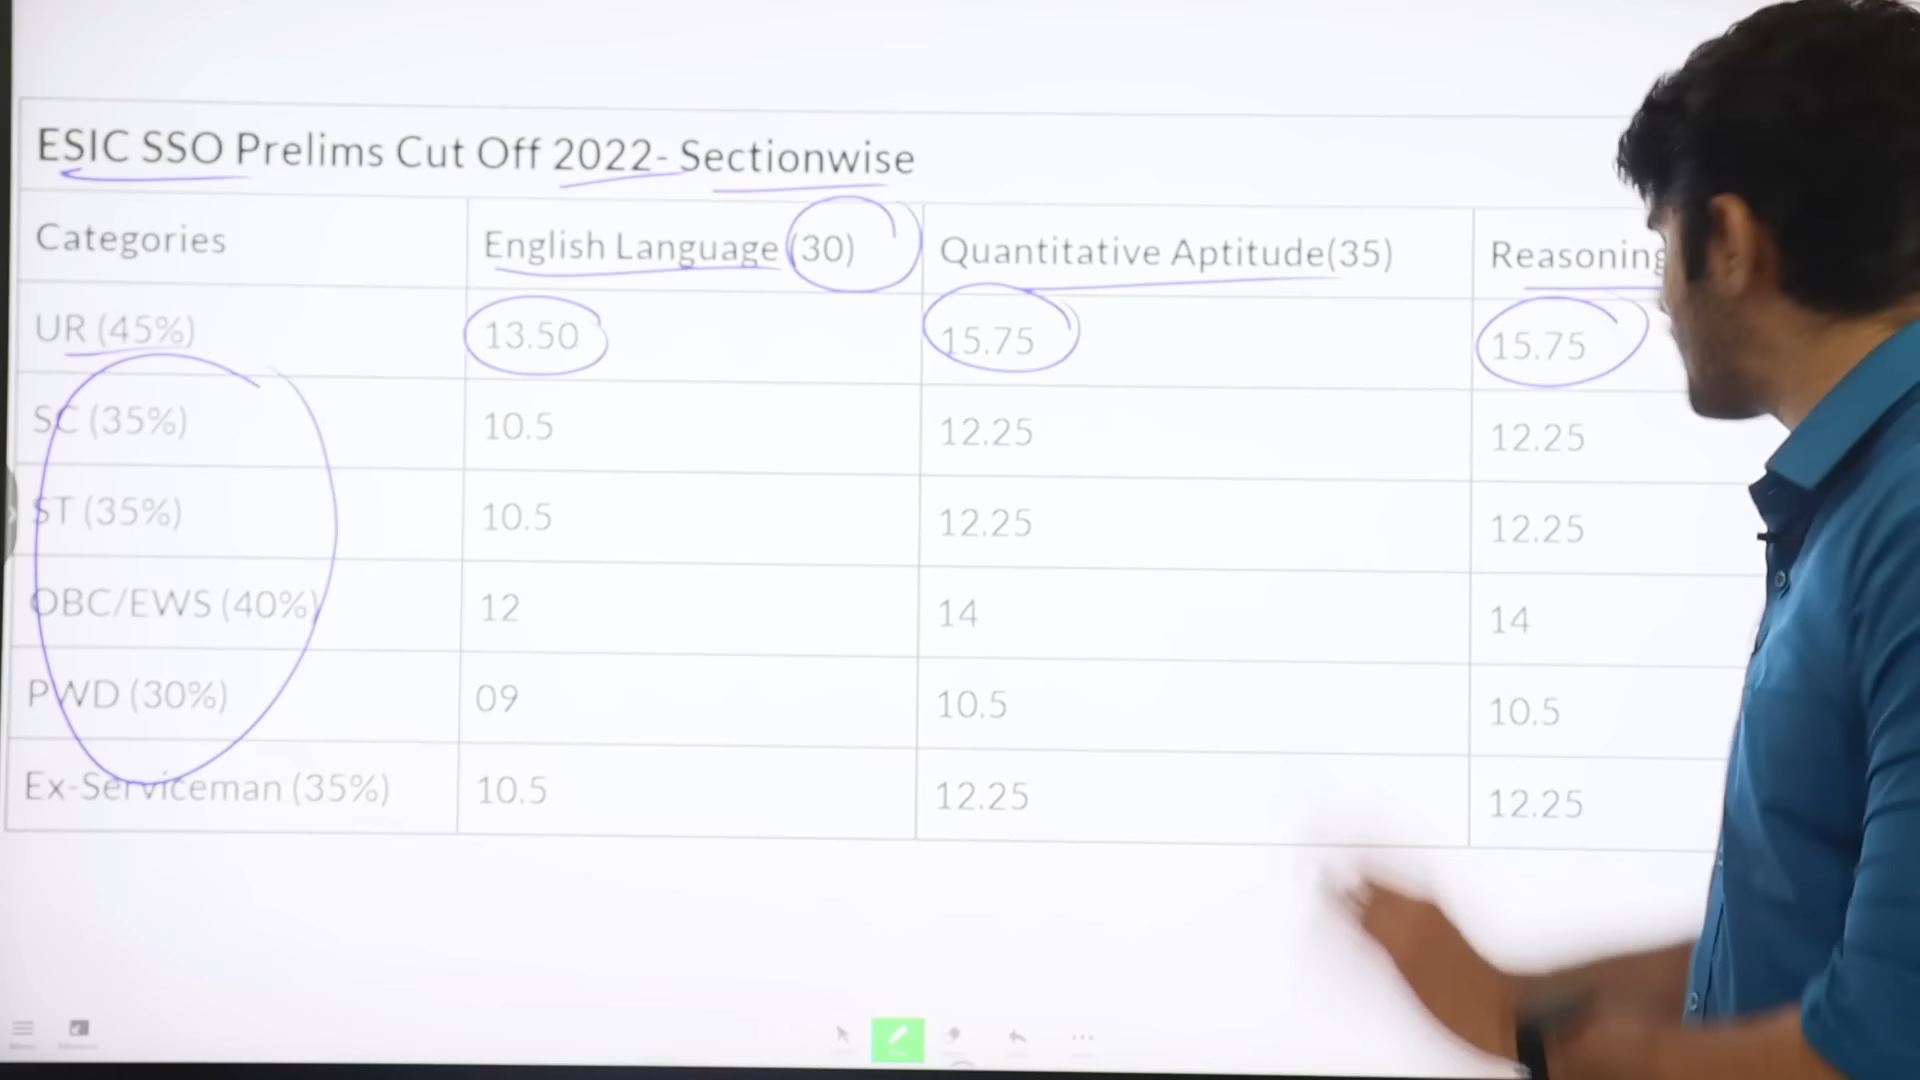 ESIC SSO Prelims Cut Off 2022- Sectionwise
Categories English Language (30) Quantitative Aptitude(35) Reasoning
UR (45%) 13.50 15.75 15.75
SC (35%) 10.5 12.25 12.25
ST (35%) 10.5 12.25 12.25
OBC/EWS (40%) 12 14 14
PWD (30%) 09 10.5 10.5
Ex-Serviceman (35%) 10.5 12.25 12.25